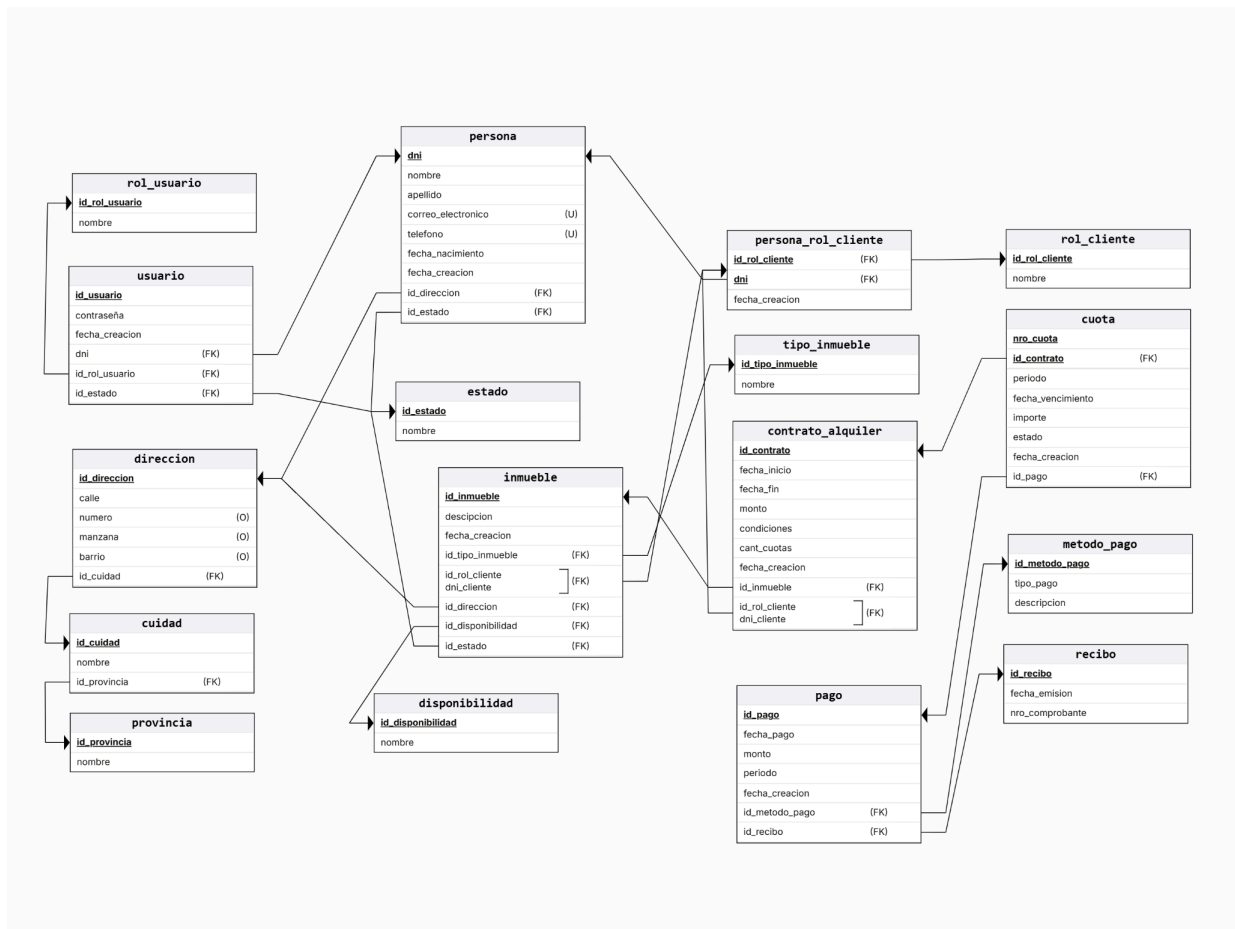 persona
dni
nombre
apellido
correo_electronico (U)
telefono (U)
fecha_nacimiento
fecha_creacion
id_direccion (FK)
id_estado (FK)
rol_usuario
id_rol_usuario
nombre
usuario
id_usuario
contraseña
fecha_creacion
dni (FK)
id_rol_usuario (FK)
id_estado (FK)
persona_rol_cliente
id_rol_cliente (FK)
dni (FK)
fecha_creacion
rol_cliente
id_rol_cliente
nombre
cuota
nro_cuota
id_contrato (FK)
periodo
fecha_vencimiento
importe
estado
fecha_creacion
id_pago (FK)
tipo_inmueble
id_tipo_inmueble
nombre
estado
id_estado
nombre
contrato_alquiler
id_contrato
fecha_inicio
fecha_fin
monto
condiciones
cant_cuotas
fecha_creacion
id_inmueble (FK)
id_rol_cliente
dni_cliente (FK)
direccion
id_direccion
calle
numero (O)
manzana (O)
barrio (O)
id_cuidad (FK)
inmueble
id_inmueble
descipcion
fecha_creacion
id_tipo_inmueble (FK)
id_rol_cliente
dni_cliente (FK)
id_direccion (FK)
id_disponibilidad (FK)
id_estado (FK)
metodo_pago
id_metodo_pago
tipo_pago
descripcion
cuidad
id_cuidad
nombre
id_provincia (FK)
recibo
id_recibo
fecha_emision
nro_comprobante
pago
id_pago
fecha_pago
monto
periodo
fecha_creacion
id_metodo_pago (FK)
id_recibo (FK)
disponibilidad
id_disponibilidad
nombre
provincia
id_provincia
nombre